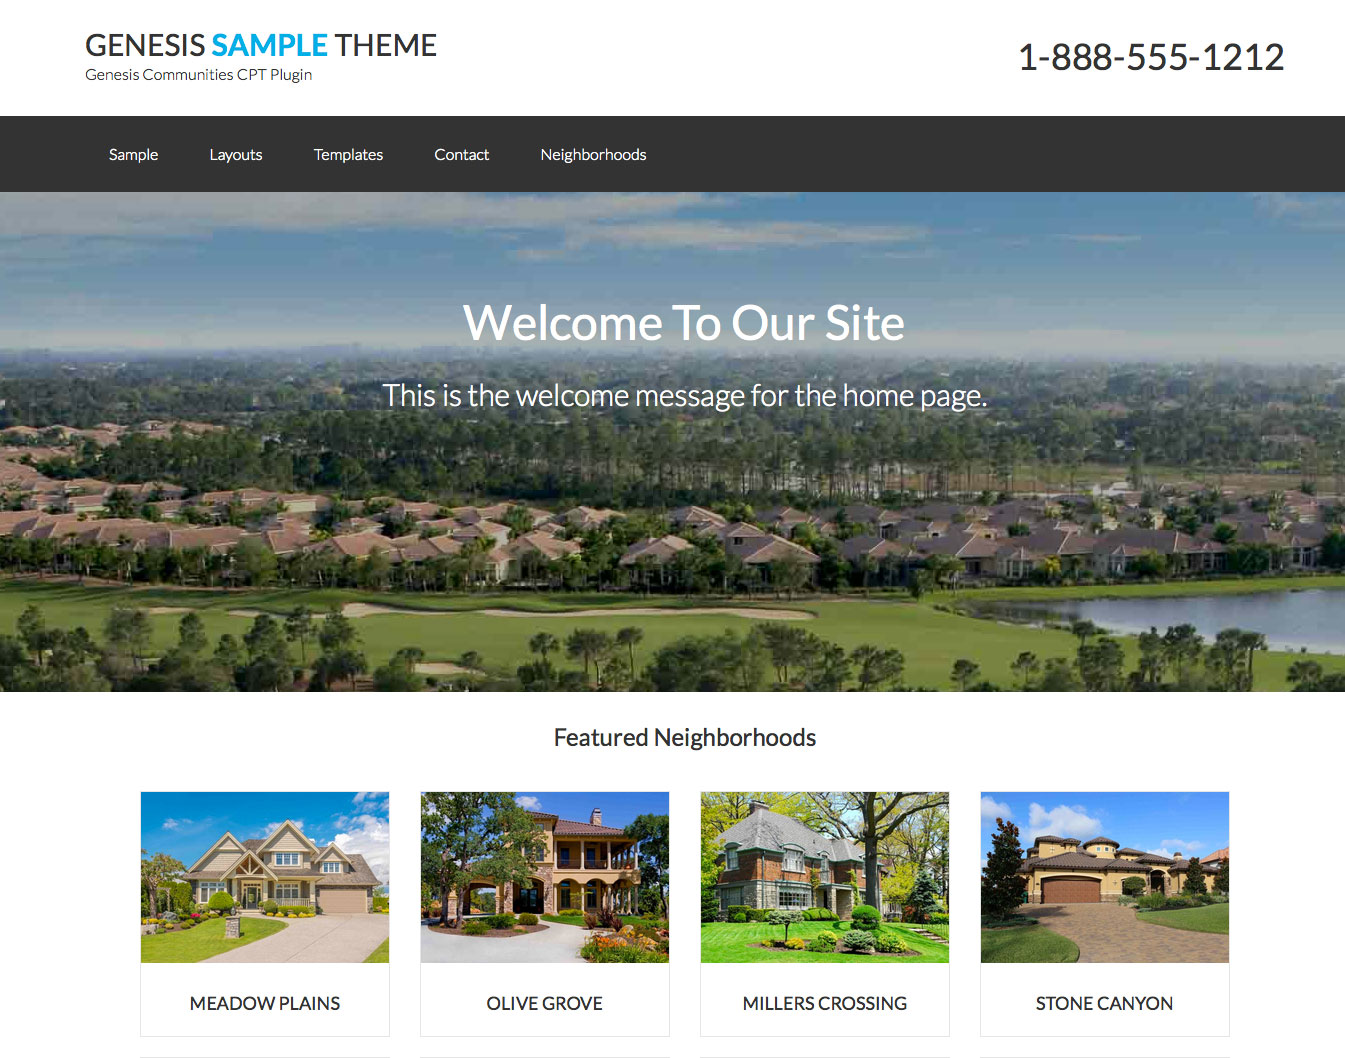 GENESIS SAMPLE THEME
Genesis Communities CPT Plugin
1-888-555-1212
Sample
Layouts
Templates
Contact
Neighborhoods
Welcome To Our Site
This is the welcome message for the home page.
Featured Neighborhoods
MEADOW PLAINS
OLIVE GROVE
MILLERS CROSSING
STONE CANYON